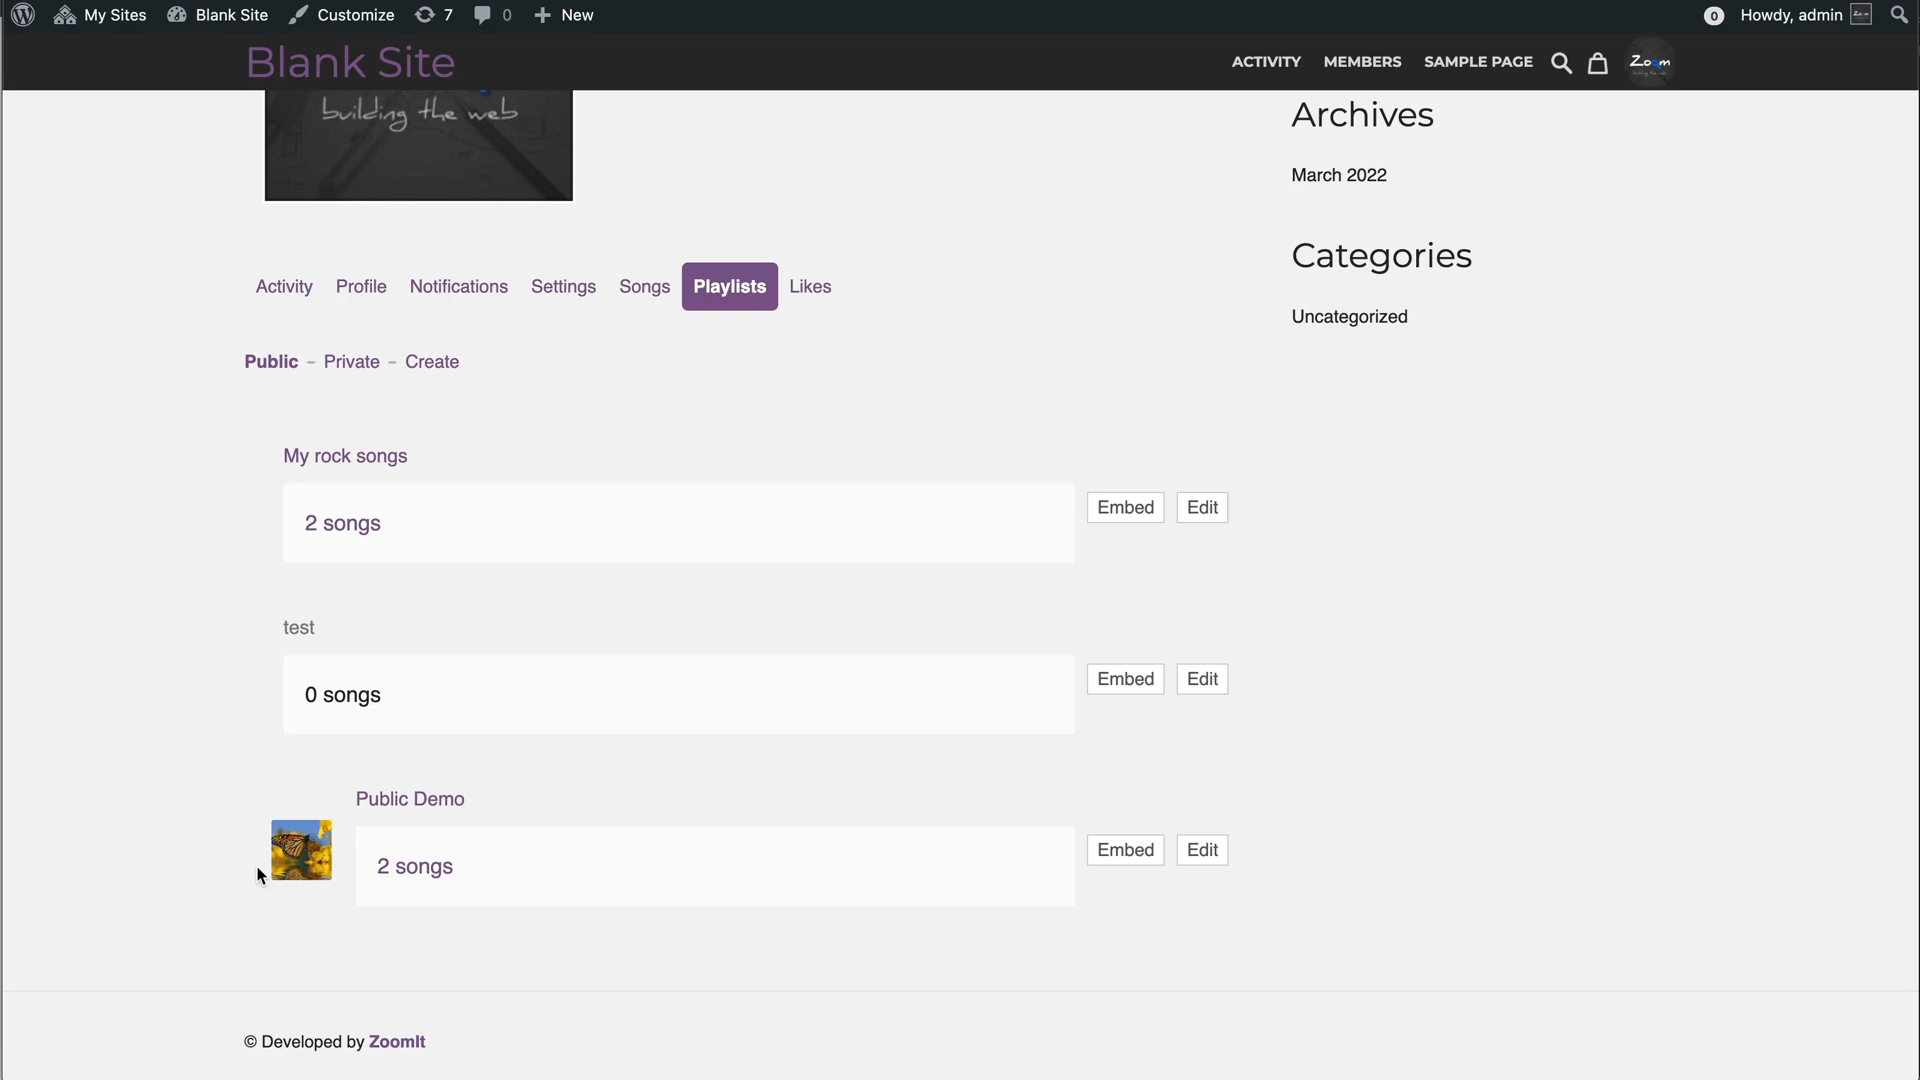 My Sites Blank Site Customize 7 0 New 0 Howdy, admin
Blank Site ACTIVITY MEMBERS SAMPLE PAGE Zoom
building the web
Archives
March 2022
Categories
Uncategorized
Activity Profile Notifications Settings Songs Playlists Likes
Public - Private - Create
My rock songs
2 songs Embed Edit
test
0 songs Embed Edit
Public Demo
2 songs Embed Edit
© Developed by ZoomIt